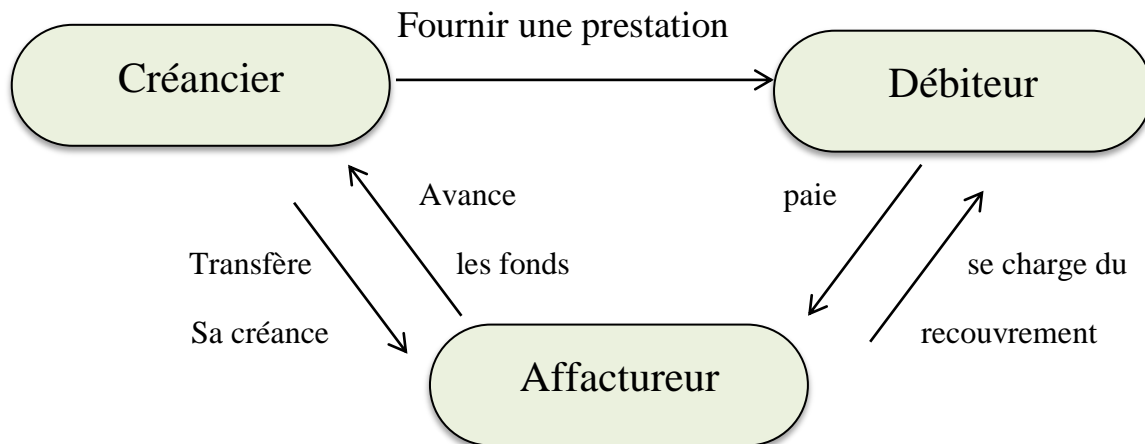 Fournir une prestation
Créancier
Débiteur
Avance
paie
Transfère
les fonds
se charge du
Sa créance
recouvrement
Affactureur